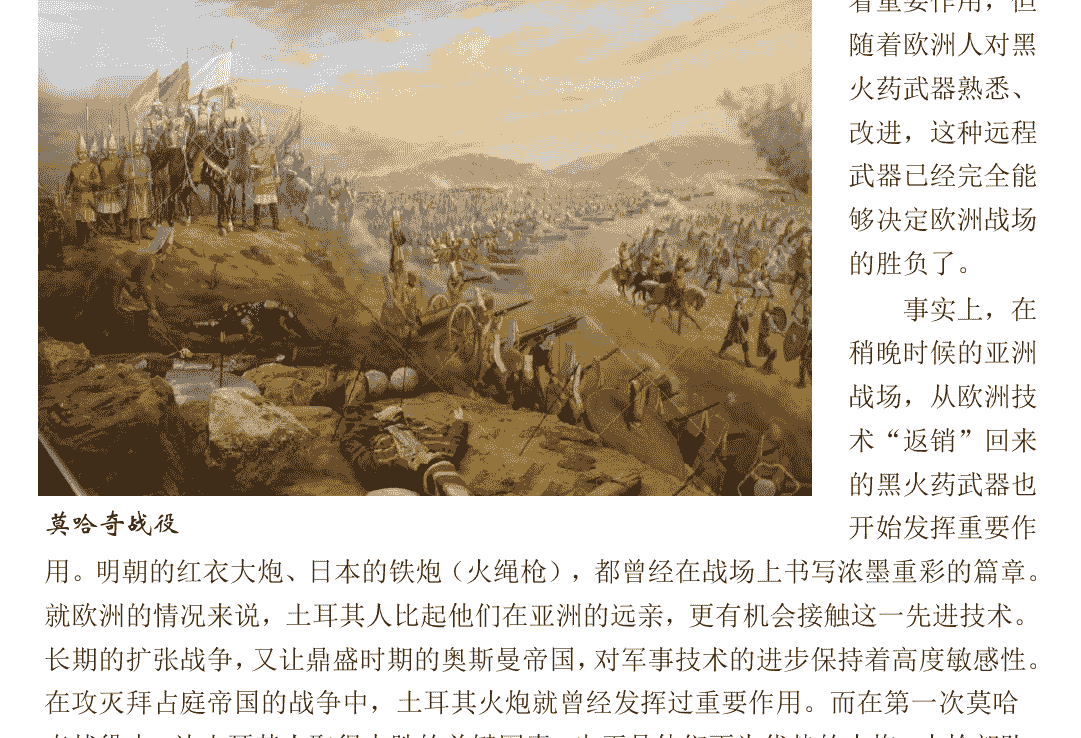 着重要作用，但
随着欧洲人对黑
火药武器熟悉、
改进，这种远程
武器已经完全能
够决定欧洲战场
的胜负了。
事实上，在
稍晚时候的亚洲
战场，从欧洲技
术“返销”回来
的黑火药武器也
开始发挥重要作
莫哈奇战役
用。明朝的红衣大炮、日本的铁炮（火绳枪），都曾经在战场上书写浓墨重彩的篇章。
就欧洲的情况来说，土耳其人比起他们在亚洲的远亲，更有机会接触这一先进技术。
长期的扩张战争，又让鼎盛时期的奥斯曼帝国，对军事技术的进步保持着高度敏感性。
在攻灭拜占庭帝国的战争中，土耳其火炮就曾经发挥过重要作用。而在第一次莫哈